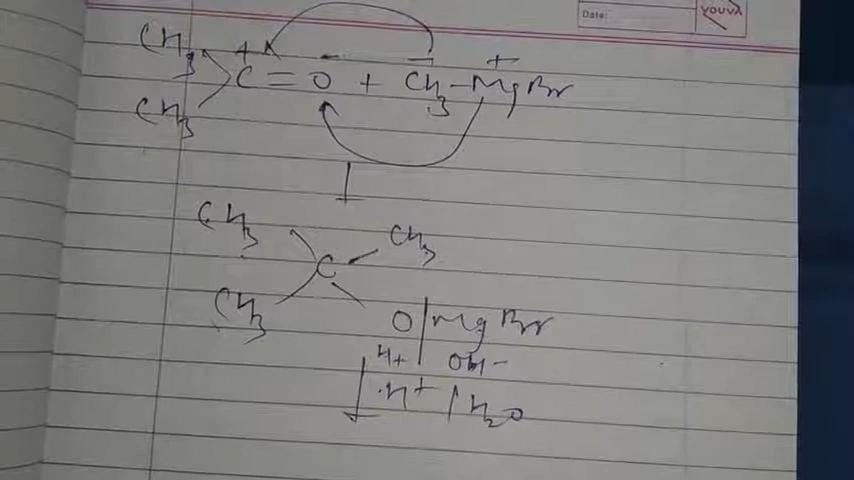 Date:
YOUVA
CH3 + - - +
C = O + CH3-MgBr
CH3
CH3 CH3
C
CH3 O|MgBr
H+ OH-
H+ / H2O